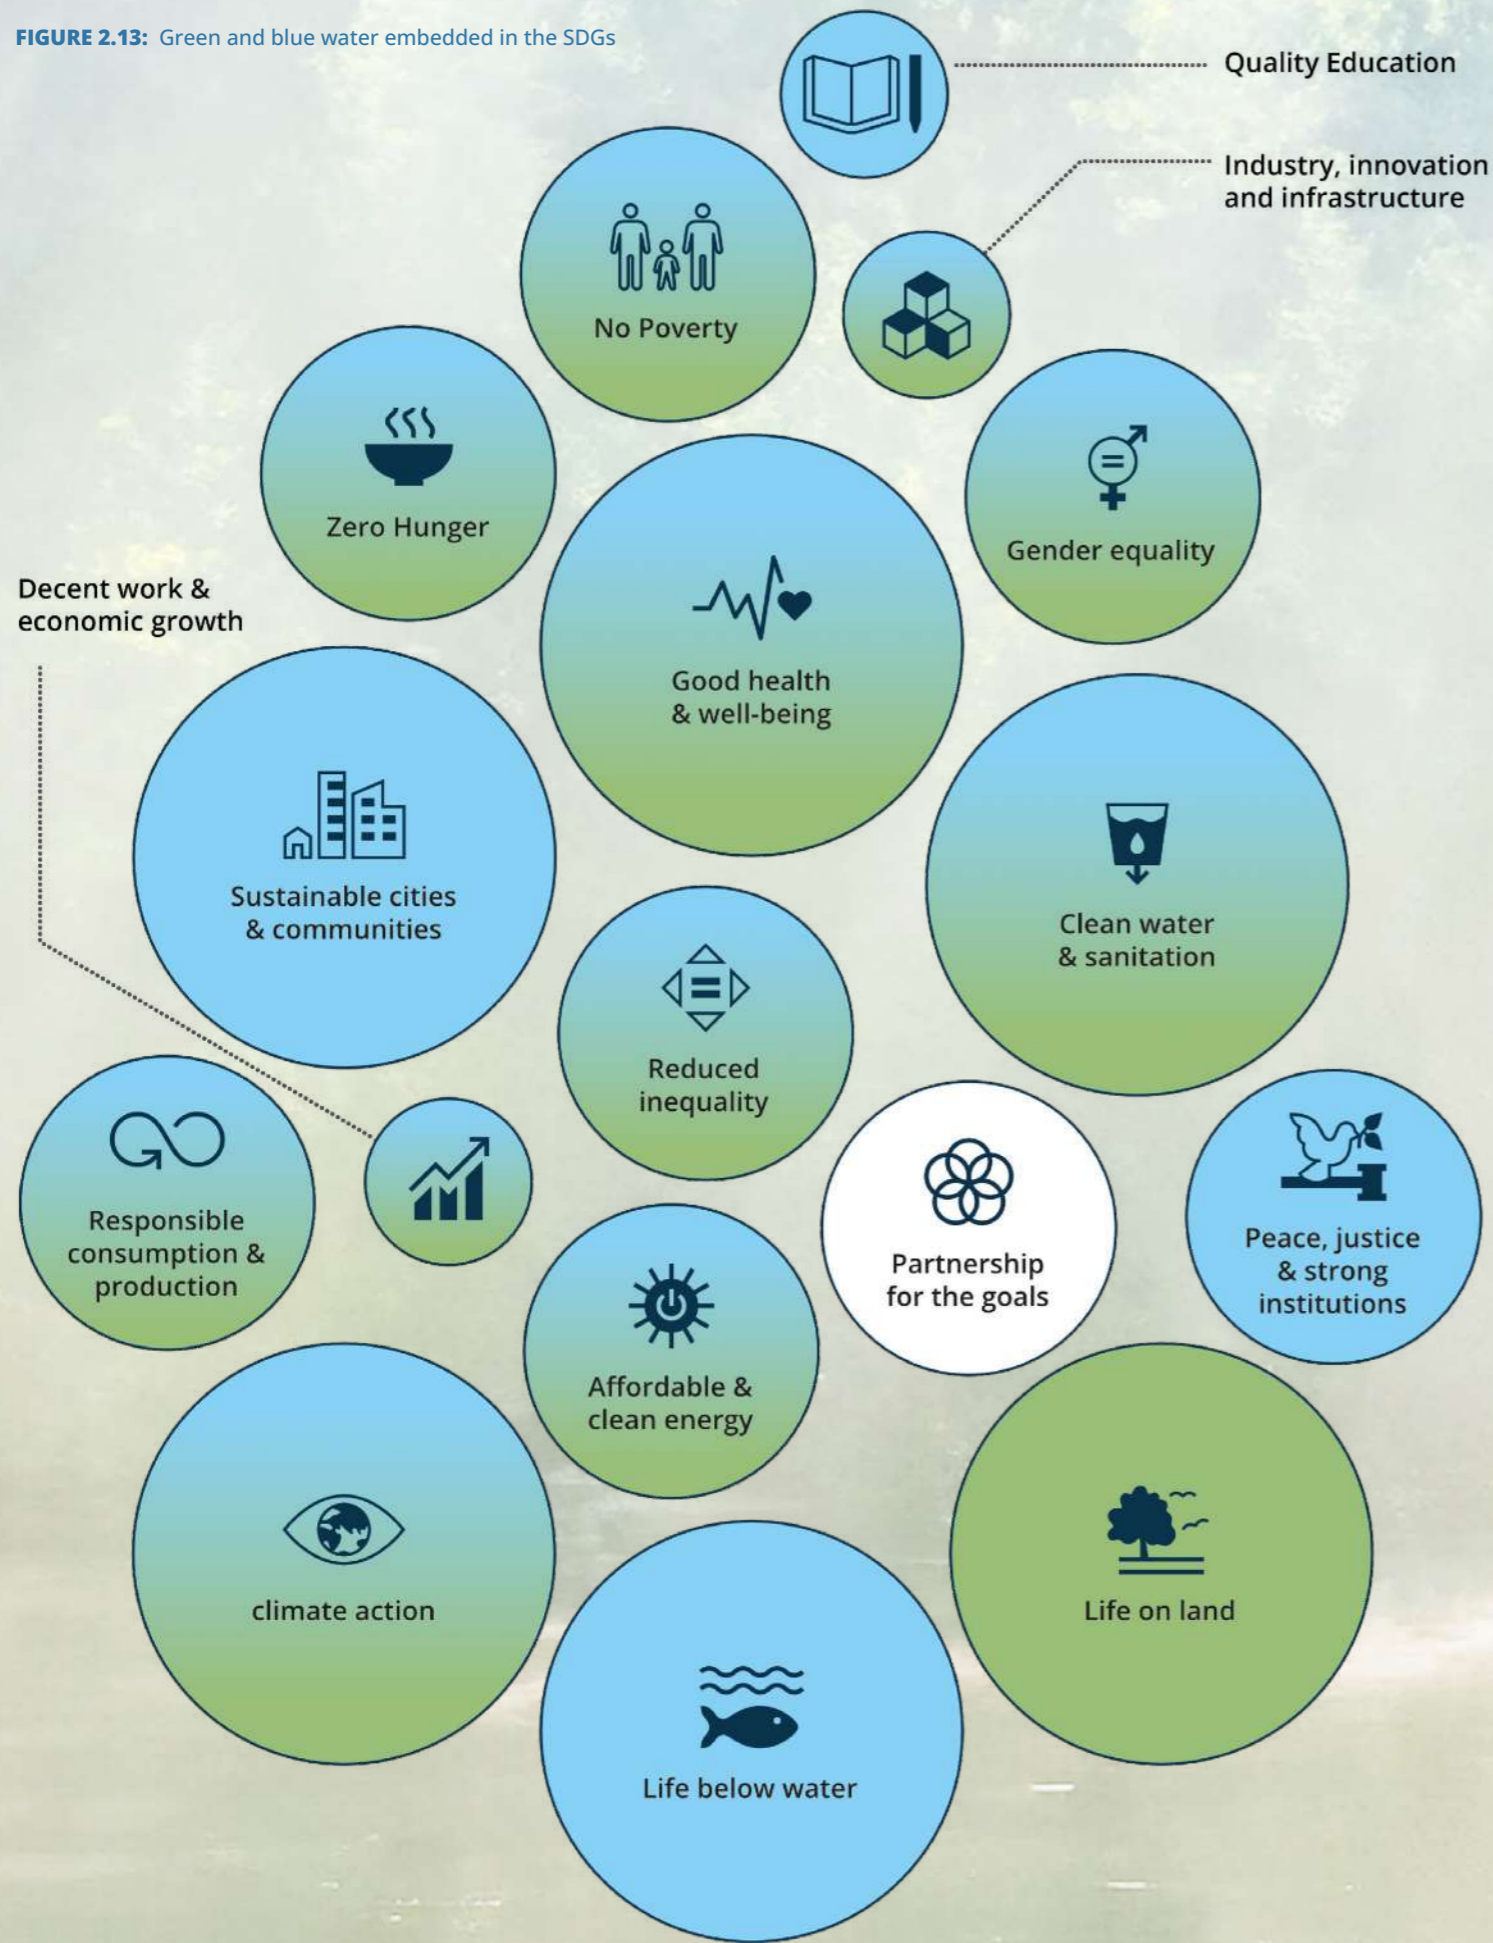 FIGURE 2.13: Green and blue water embedded in the SDGs
Quality Education
Industry, innovation
and infrastructure
No Poverty
Zero Hunger
Gender equality
Decent work &
economic growth
Good health
& well-being
Sustainable cities
& communities
Clean water
& sanitation
Reduced
inequality
Responsible
consumption &
production
Partnership
for the goals
Peace, justice
& strong
institutions
Affordable &
clean energy
climate action
Life on land
Life below water